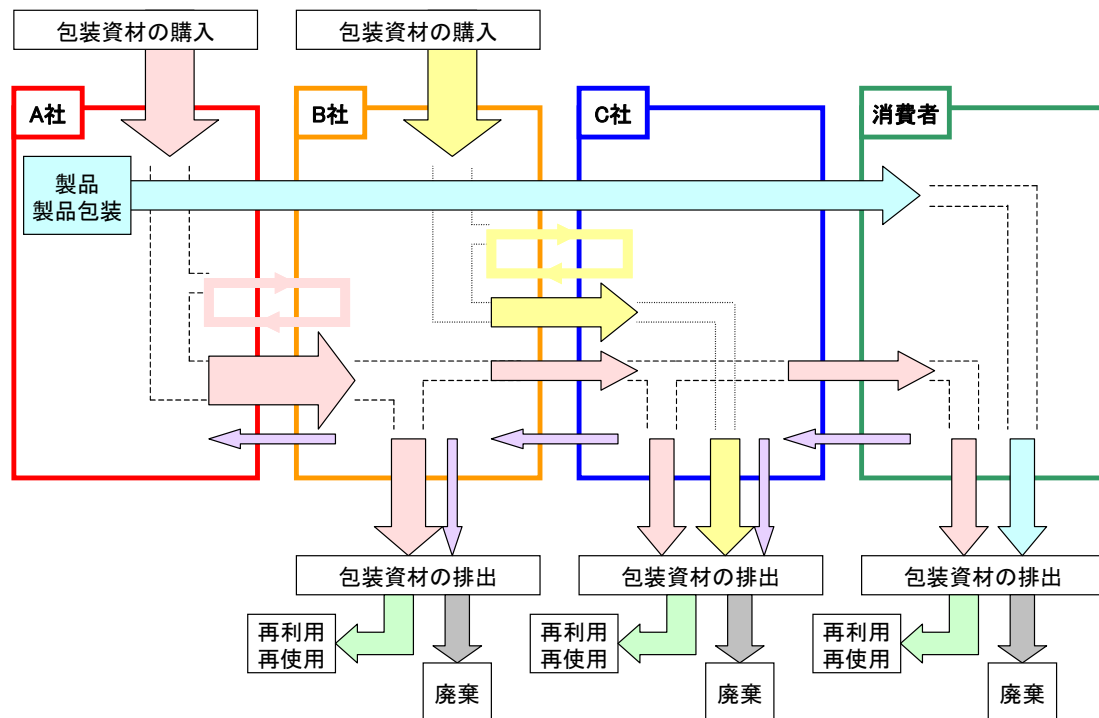 包装資材の購入
包装資材の購入
A社
B社
C社
消費者
製品
製品包装
包装資材の排出
包装資材の排出
包装資材の排出
再利用
再使用
再利用
再使用
再利用
再使用
廃棄
廃棄
廃棄